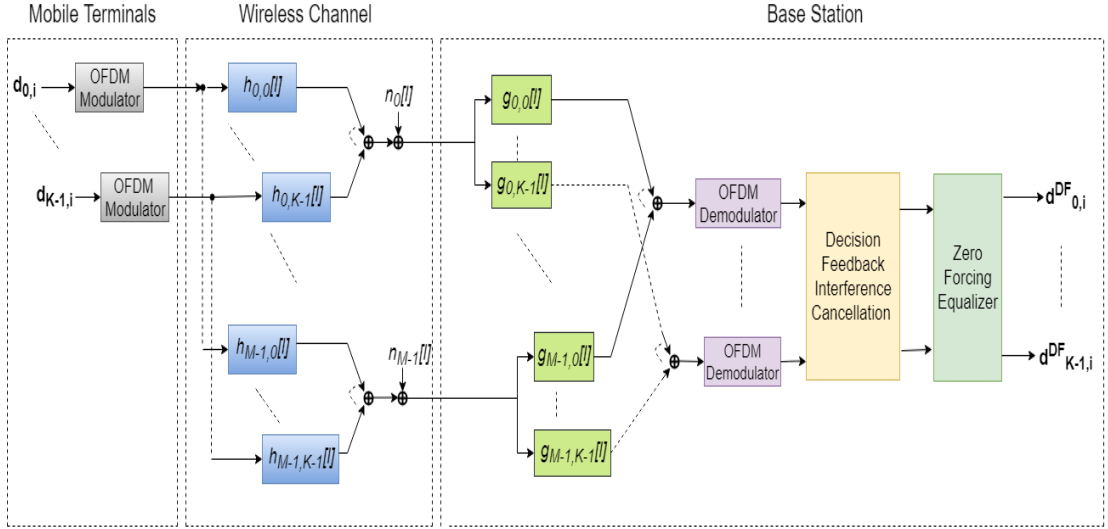 Mobile Terminals
Wireless Channel
Base Station
d0,i
OFDM
Modulator
dK-1,i
OFDM
Modulator
h0,0[l]
h0,K-1[l]
n0[l]
hM-1,0[l]
hM-1,K-1[l]
nM-1[l]
g0,0[l]
g0,K-1[l]
gM-1,0[l]
gM-1,K-1[l]
OFDM
Demodulator
OFDM
Demodulator
Decision
Feedback
Interference
Cancellation
Zero
Forcing
Equalizer
dDF0,i
dDFK-1,i